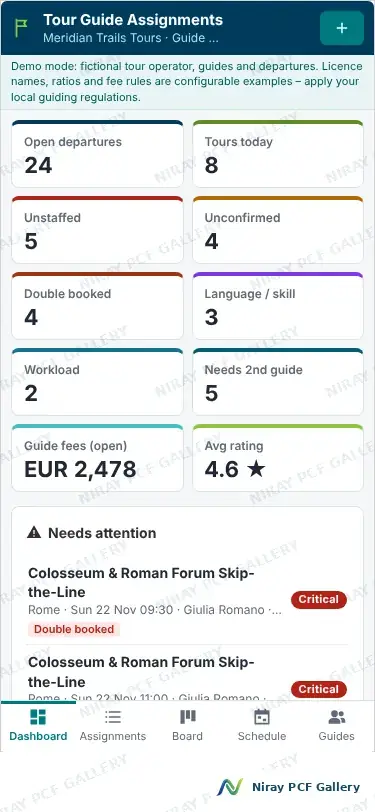 Tour Guide Assignments
Meridian Trails Tours · Guide ...
+
Demo mode: fictional tour operator, guides and departures. Licence
names, ratios and fee rules are configurable examples – apply your
local guiding regulations.
Open departures
24
Tours today
8
Unstaffed
5
Unconfirmed
4
Double booked
4
Language / skill
3
Workload
2
Needs 2nd guide
5
Guide fees (open)
EUR 2,478
Avg rating
4.6 ★
Needs attention
Colosseum & Roman Forum Skip-
the-Line
Rome · Sun 22 Nov 09:30 · Giulia Romano ·...
Critical
Double booked
Colosseum & Roman Forum Skip-
the-Line
Rome · Sun 22 Nov 11:00 · Giulia Romano ·
Critical
Dashboard
Assignments
Board
Schedule
Guides
NIRAY PCF GALLERY
Niray PCF Gallery